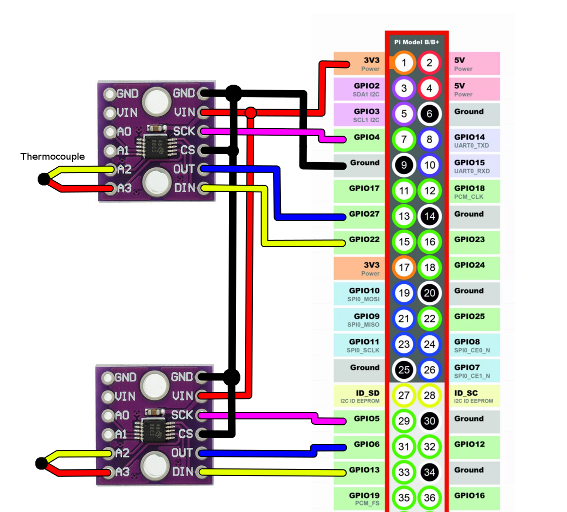 Pi Model B/B+
3V3
Power
1
2
5V
Power
GPIO2
SDA1 I2C
3
4
5V
Power
GPIO3
SCL1 I2C
5
6
Ground
GPIO4
7
8
GPIO14
UART0_TXD
Ground
9
10
GPIO15
UART0_RXD
GPIO17
11
12
GPIO18
PCM_CLK
GPIO27
13
14
Ground
GPIO22
15
16
GPIO23
3V3
Power
17
18
GPIO24
GPIO10
SPI0_MOSI
19
20
Ground
GPIO9
SPI0_MISO
21
22
GPIO25
GPIO11
SPI0_SCLK
23
24
GPIO8
SPI0_CE0_N
Ground
25
26
GPIO7
SPI0_CE1_N
ID_SD
I2C ID EEPROM
27
28
ID_SC
I2C ID EEPROM
GPIO5
29
30
Ground
GPIO6
31
32
GPIO12
GPIO13
33
34
Ground
GPIO19
PCM_FS
35
36
GPIO16
Thermocouple
GND GND
VIN VIN
A0 SCK
A1 CS
A2 OUT
A3 DIN
GND GND
VIN VIN
A0 SCK
A1 CS
A2 OUT
A3 DIN